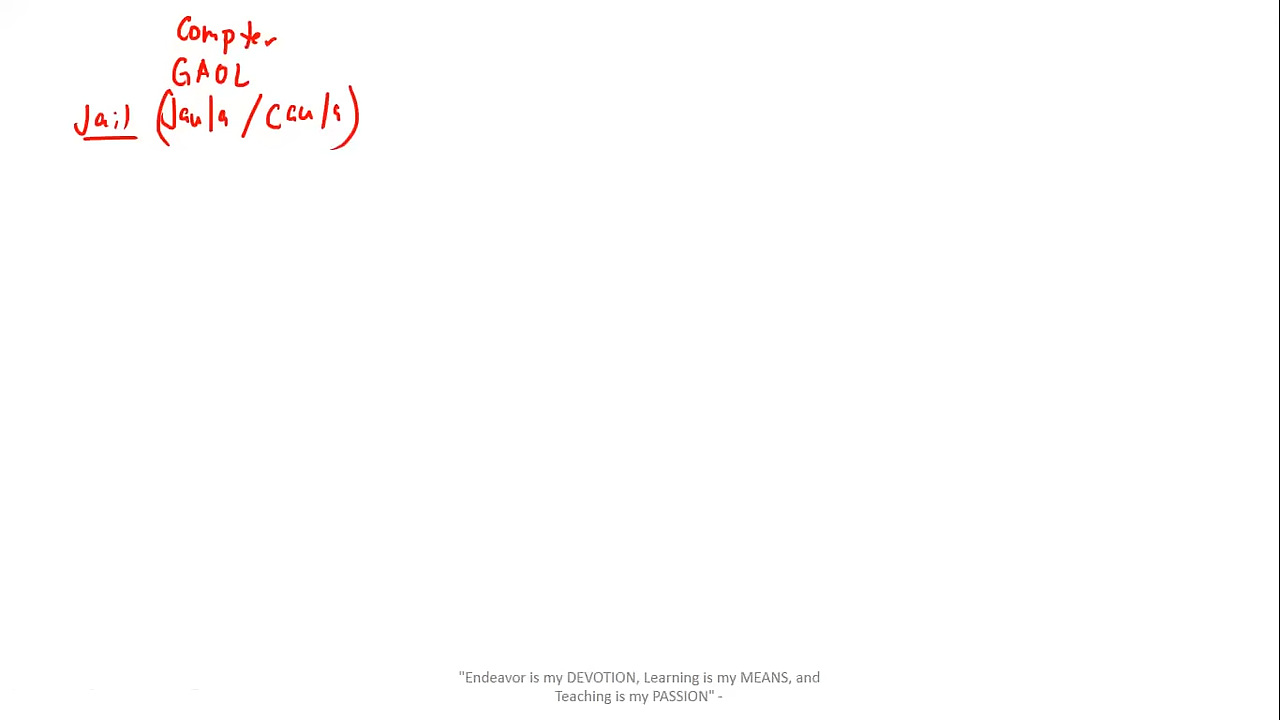 Compter
GAOL
Jail (Jaula / Caula)
"Endeavor is my DEVOTION, Learning is my MEANS, and
Teaching is my PASSION" -